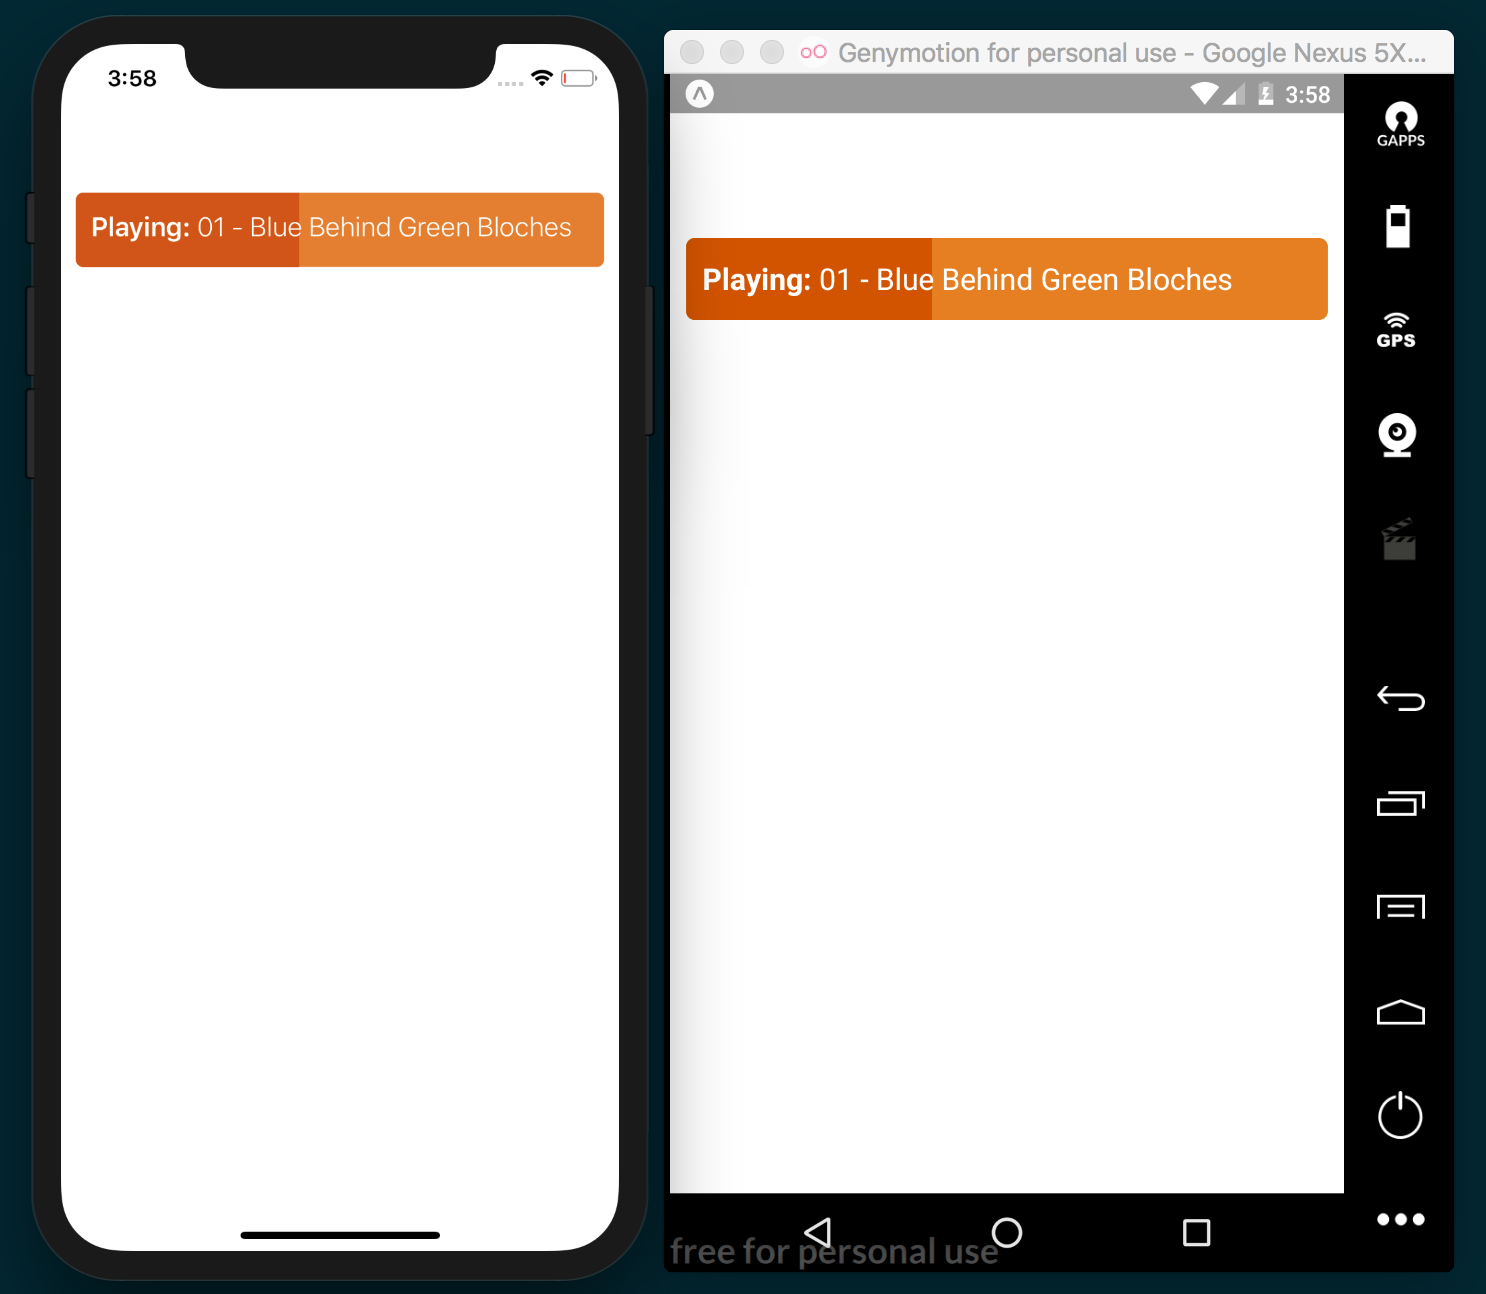 3:58
Playing: 01 - Blue Behind Green Bloches
Genymotion for personal use - Google Nexus 5X...
3:58
Playing: 01 - Blue Behind Green Bloches
GAPPS
GPS
free for personal use